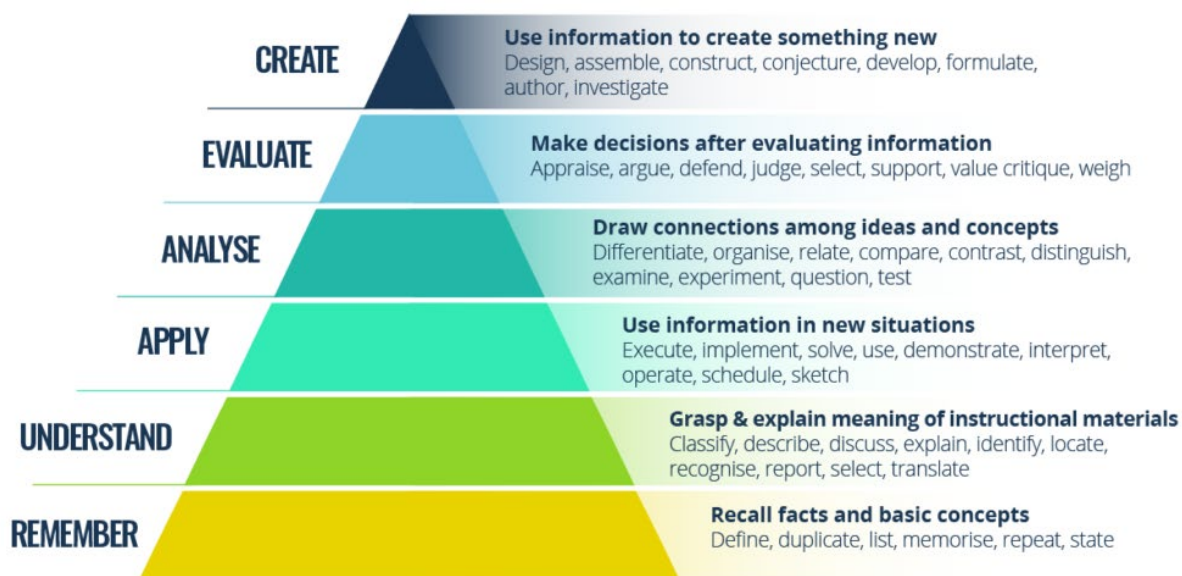 CREATE
Use information to create something new
Design, assemble, construct, conjecture, develop, formulate,
author, investigate
EVALUATE
Make decisions after evaluating information
Appraise, argue, defend, judge, select, support, value critique, weigh
ANALYSE
Draw connections among ideas and concepts
Differentiate, organise, relate, compare, contrast, distinguish,
examine, experiment, question, test
APPLY
Use information in new situations
Execute, implement, solve, use, demonstrate, interpret,
operate, schedule, sketch
UNDERSTAND
Grasp & explain meaning of instructional materials
Classify, describe, discuss, explain, identify, locate,
recognise, report, select, translate
REMEMBER
Recall facts and basic concepts
Define, duplicate, list, memorise, repeat, state